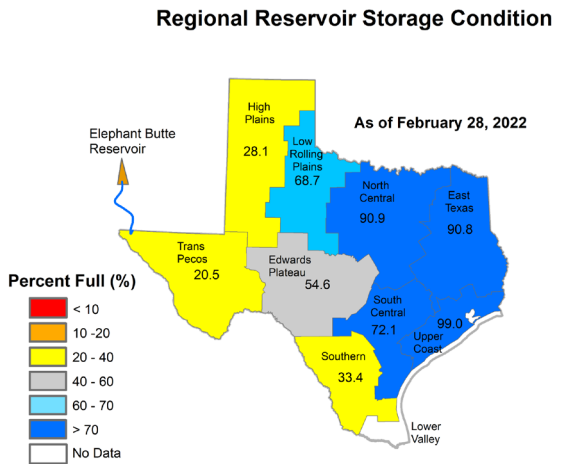 Regional Reservoir Storage Condition
As of February 28, 2022
Elephant Butte
Reservoir
High
Plains
28.1
Low
Rolling
Plains
68.7
North
Central
90.9
East
Texas
90.8
Trans
Pecos
20.5
Edwards
Plateau
54.6
South
Central
72.1
99.0
Upper
Coast
Southern
33.4
Lower
Valley
Percent Full (%)
< 10
10 -20
20 - 40
40 - 60
60 - 70
> 70
No Data